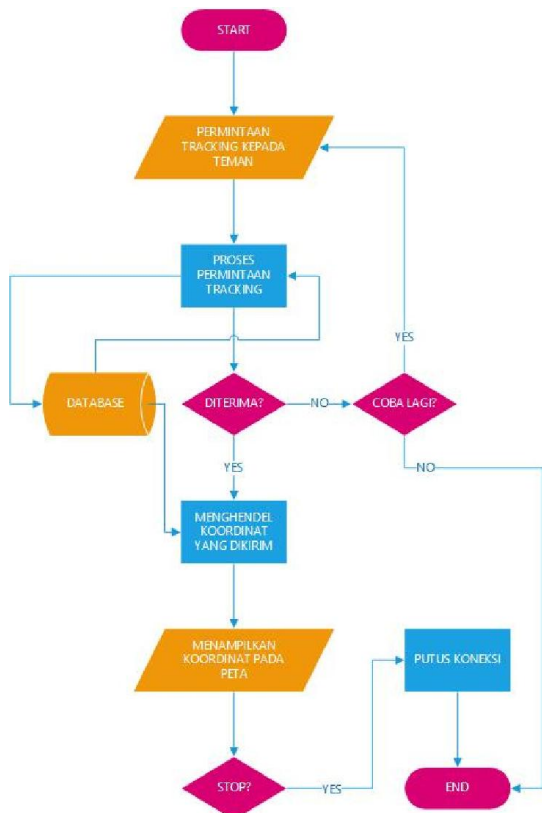 START
PERMINTAAN
TRACKING KEPADA
TEMAN
PROSES
PERMINTAAN
TRACKING
YES
DATABASE
DITERIMA?
NO
COBA LAGI?
YES
NO
MENGHENDEL
KOORDINAT
YANG DIKIRIM
MENAMPILKAN
KOORDINAT PADA
PETA
PUTUS KONEKSI
STOP?
YES
END